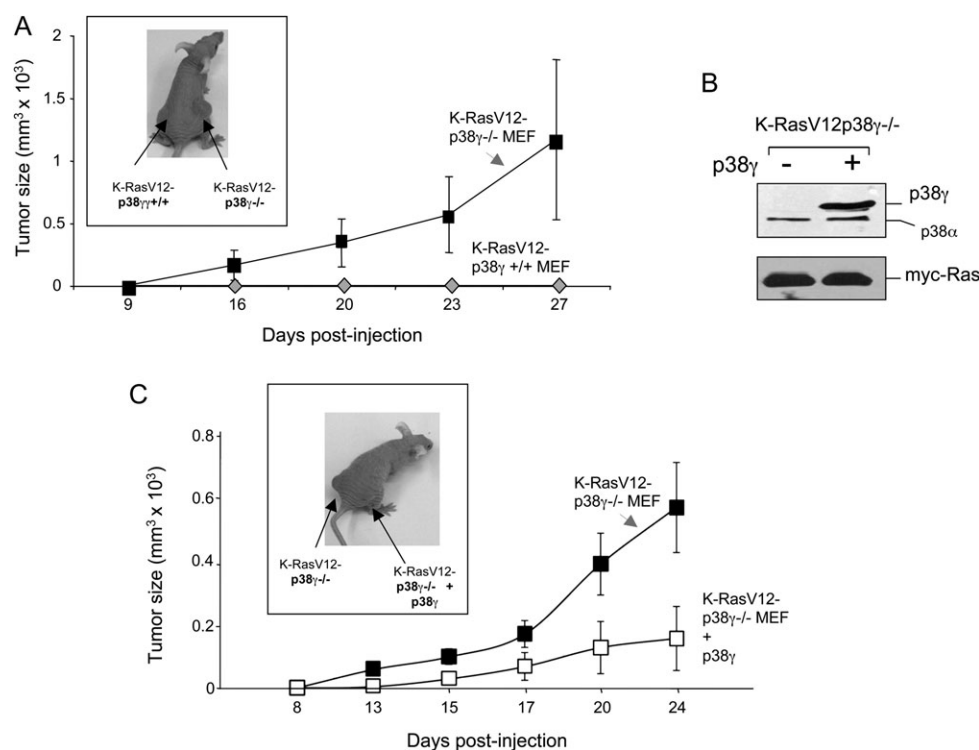 A
Tumor size (mm³ x 10³)
2
1.5
1
0.5
0
9
16
20
23
27
Days post-injection
K-RasV12-
p38γγ+/+
K-RasV12-
p38γ-/-
K-RasV12-
p38γ-/- MEF
K-RasV12-
p38γ +/+ MEF
B
K-RasV12p38γ-/-
p38γ - +
p38γ
p38α
myc-Ras
C
Tumor size (mm³ x 10³)
0.8
0.6
0.4
0.2
0
8
13
15
17
20
24
Days post-injection
K-RasV12-
p38γ-/-
K-RasV12-
p38γ-/- +
p38γ
K-RasV12-
p38γ-/- MEF
K-RasV12-
p38γ-/- MEF
+
p38γ